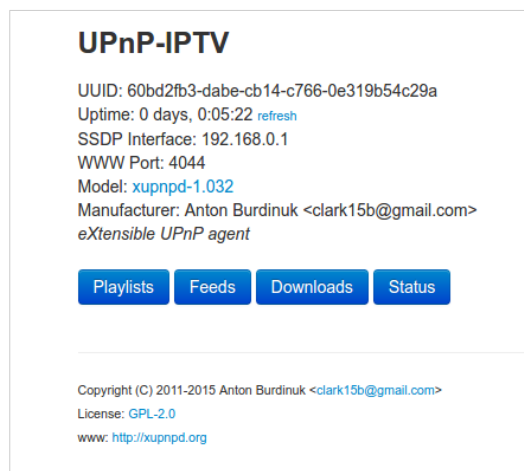 UPnP-IPTV
UUID: 60bd2fb3-dabe-cb14-c766-0e319b54c29a
Uptime: 0 days, 0:05:22 refresh
SSDP Interface: 192.168.0.1
WWW Port: 4044
Model: xupnpd-1.032
Manufacturer: Anton Burdinuk <clark15b@gmail.com>
eXtensible UPnP agent
Playlists Feeds Downloads Status
Copyright (C) 2011-2015 Anton Burdinuk <clark15b@gmail.com>
License: GPL-2.0
www: http://xupnpd.org